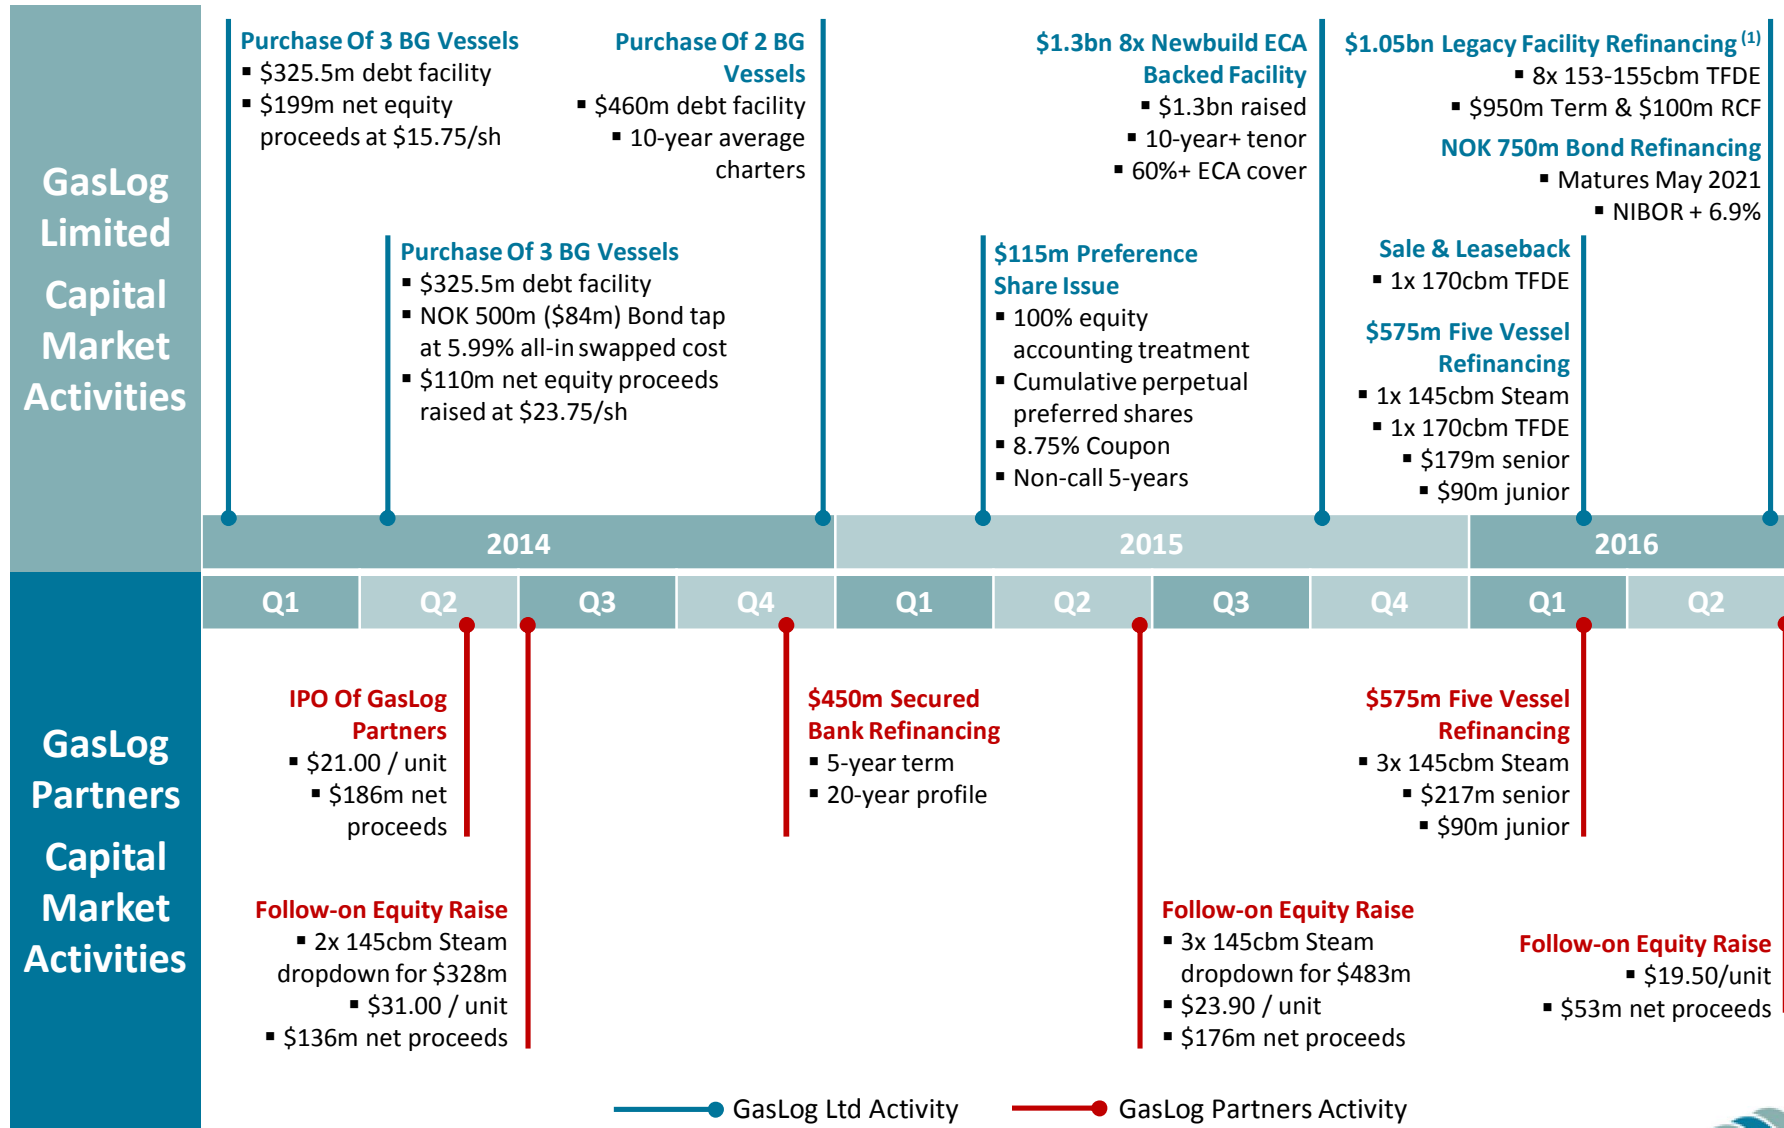 GasLog
Limited
Capital
Market
Activities
Purchase Of 3 BG Vessels
▪ $325.5m debt facility
▪ $199m net equity
proceeds at $15.75/sh
Purchase Of 2 BG
Vessels
▪ $460m debt facility
▪ 10-year average
charters
Purchase Of 3 BG Vessels
▪ $325.5m debt facility
▪ NOK 500m ($84m) Bond tap
at 5.99% all-in swapped cost
▪ $110m net equity proceeds
raised at $23.75/sh
$1.3bn 8x Newbuild ECA
Backed Facility
▪ $1.3bn raised
▪ 10-year+ tenor
▪ 60%+ ECA cover
$115m Preference
Share Issue
▪ 100% equity
accounting treatment
▪ Cumulative perpetual
preferred shares
▪ 8.75% Coupon
▪ Non-call 5-years
$1.05bn Legacy Facility Refinancing (1)
▪ 8x 153-155cbm TFDE
▪ $950m Term & $100m RCF
NOK 750m Bond Refinancing
▪ Matures May 2021
▪ NIBOR + 6.9%
Sale & Leaseback
▪ 1x 170cbm TFDE
$575m Five Vessel
Refinancing
▪ 1x 145cbm Steam
▪ 1x 170cbm TFDE
▪ $179m senior
▪ $90m junior
2014 2015 2016
Q1 Q2 Q3 Q4 Q1 Q2 Q3 Q4 Q1 Q2
GasLog
Partners
Capital
Market
Activities
IPO Of GasLog
Partners
▪ $21.00 / unit
▪ $186m net
proceeds
Follow-on Equity Raise
▪ 2x 145cbm Steam
dropdown for $328m
▪ $31.00 / unit
▪ $136m net proceeds
$450m Secured
Bank Refinancing
▪ 5-year term
▪ 20-year profile
Follow-on Equity Raise
▪ 3x 145cbm Steam
dropdown for $483m
▪ $23.90 / unit
▪ $176m net proceeds
$575m Five Vessel
Refinancing
▪ 3x 145cbm Steam
▪ $217m senior
▪ $90m junior
Follow-on Equity Raise
▪ $19.50/unit
▪ $53m net proceeds
GasLog Ltd Activity
GasLog Partners Activity